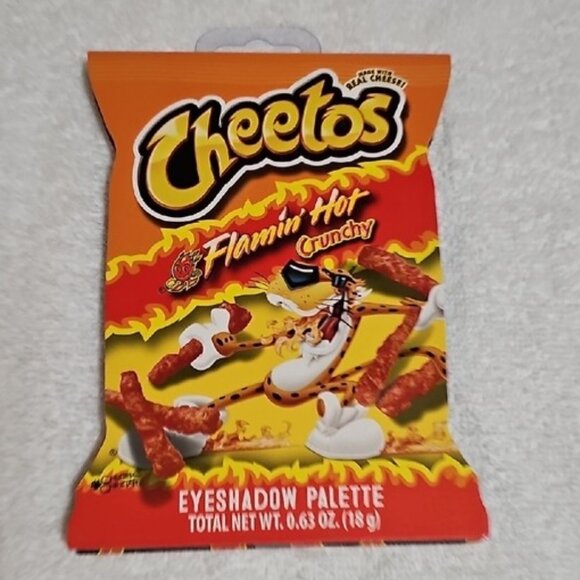 MADE WITH
REAL CHEESE!
Cheetos
Flamin' Hot
Crunchy
®
EYESHADOW PALETTE
TOTAL NET WT. 0.63 OZ. (18 g)